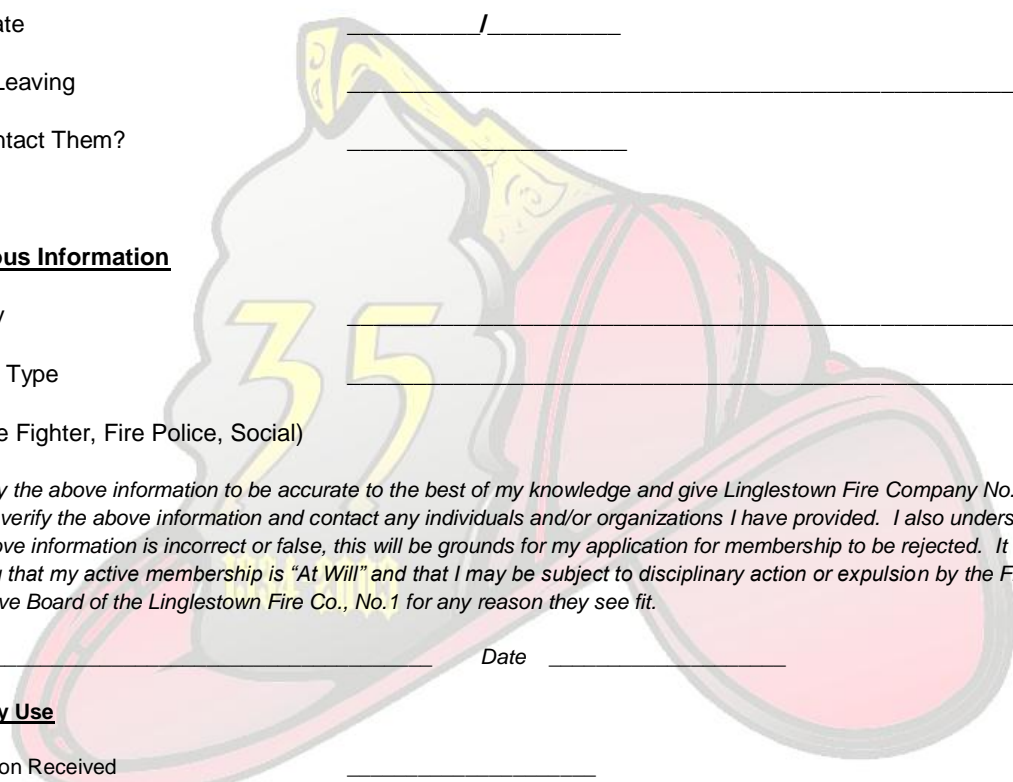 ate __________/__________
Leaving
ntact Them?
ous Information
y
Type
e Fighter, Fire Police, Social)
y the above information to be accurate to the best of my knowledge and give Linglestown Fire Company No.
verify the above information and contact any individuals and/or organizations I have provided. I also unders
ove information is incorrect or false, this will be grounds for my application for membership to be rejected. It
g that my active membership is “At Will” and that I may be subject to disciplinary action or expulsion by the F
ve Board of the Linglestown Fire Co., No.1 for any reason they see fit.
Date
y Use
on Received
35